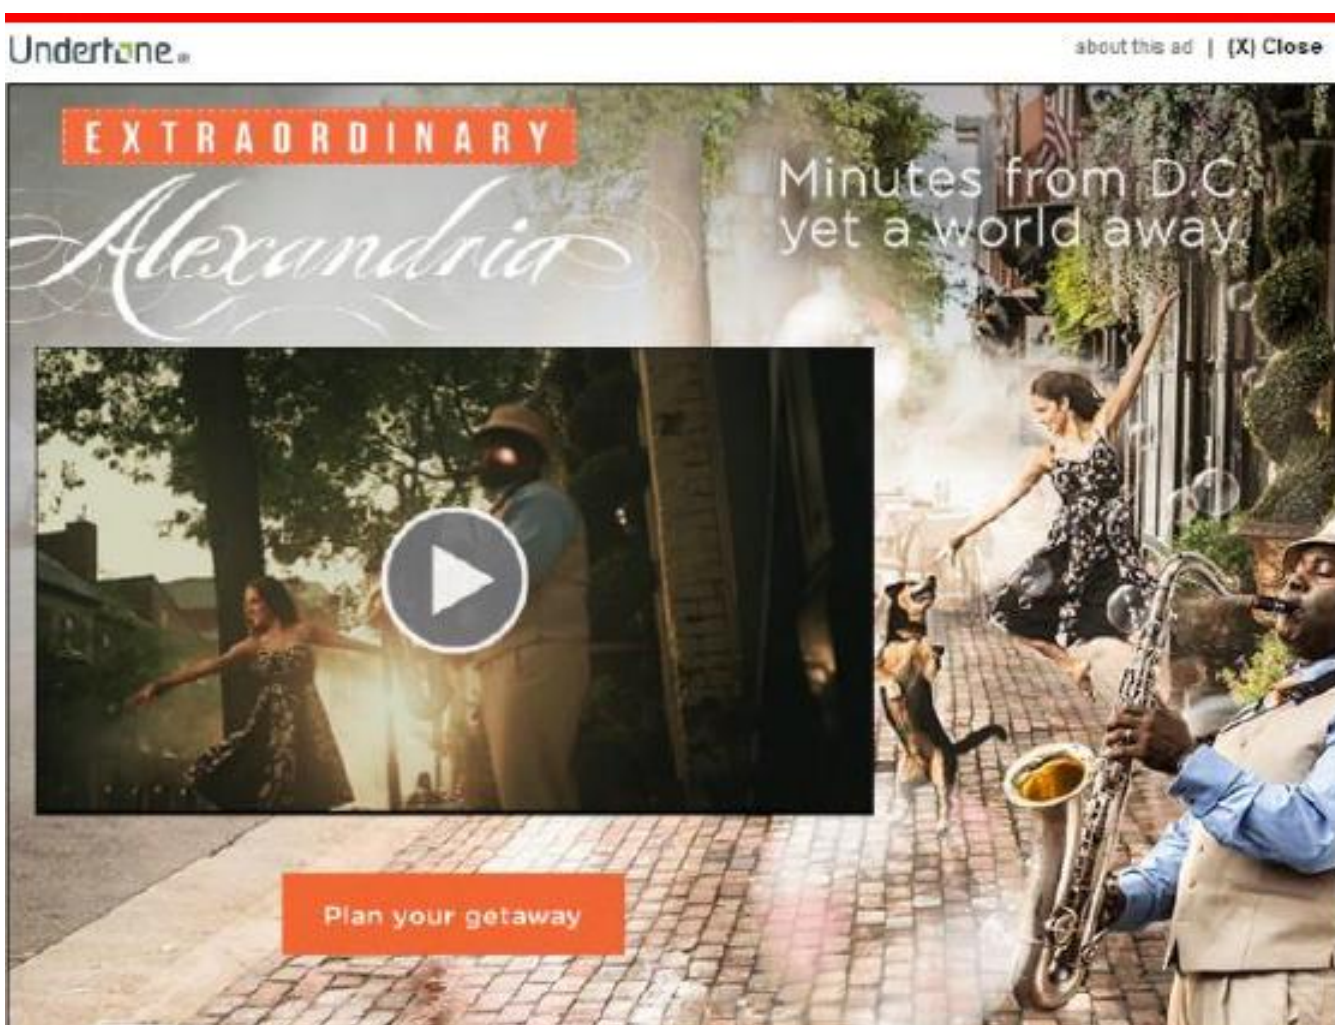 Undertone
about this ad | (X) Close
EXTRAORDINARY
Alexandria
Minutes from D.C.
yet a world away.
Plan your getaway